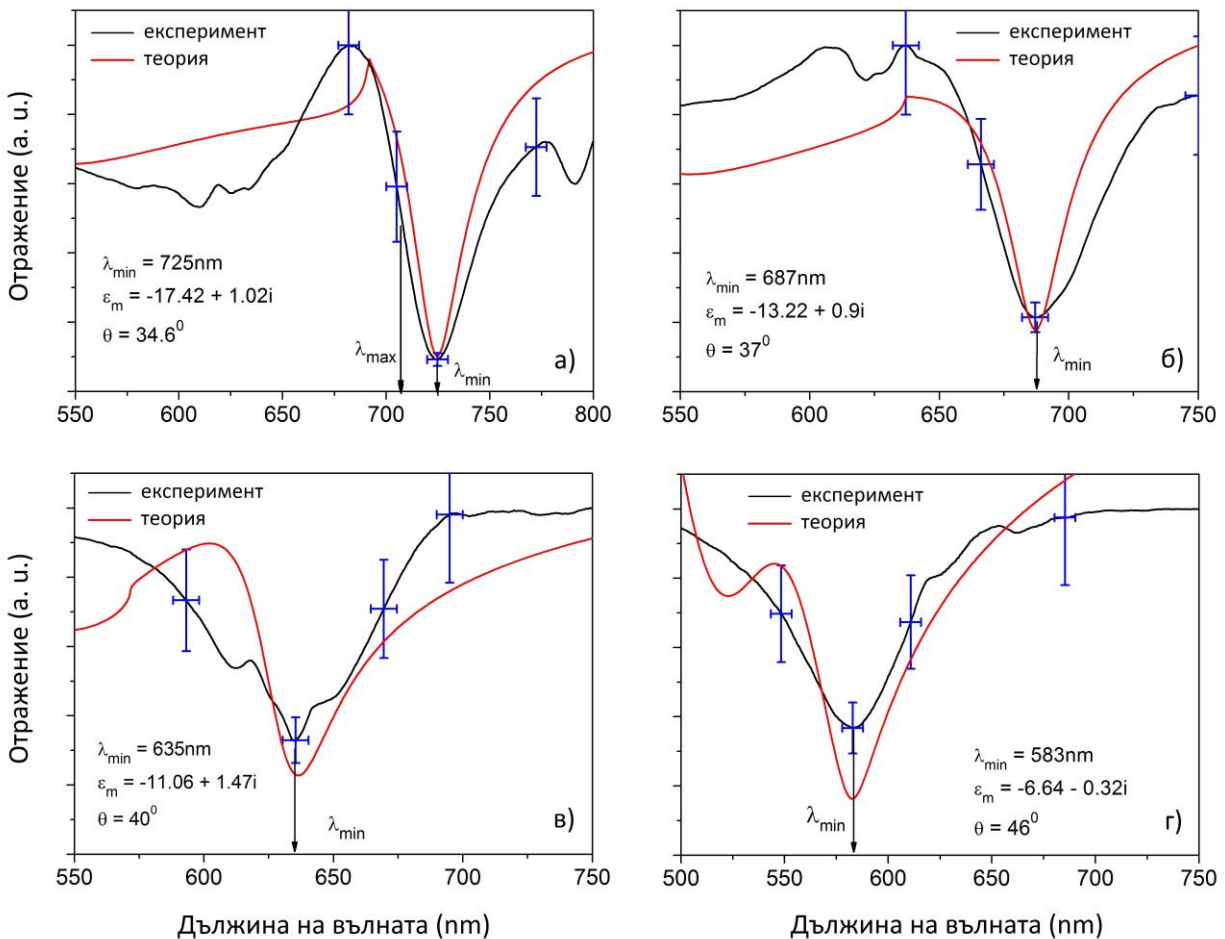 експеримент
теория
Отражение (a. u.)
λmin = 725nm
εm = -17.42 + 1.02i
θ = 34.6⁰
λmax
λmin
а)
550 600 650 700 750 800
експеримент
теория
λmin = 687nm
εm = -13.22 + 0.9i
θ = 37⁰
λmin
б)
550 600 650 700 750
експеримент
теория
Отражение (a. u.)
λmin = 635nm
εm = -11.06 + 1.47i
θ = 40⁰
λmin
в)
550 600 650 700 750
Дължина на вълната (nm)
експеримент
теория
λmin = 583nm
εm = -6.64 - 0.32i
θ = 46⁰
λmin
г)
500 550 600 650 700 750
Дължина на вълната (nm)